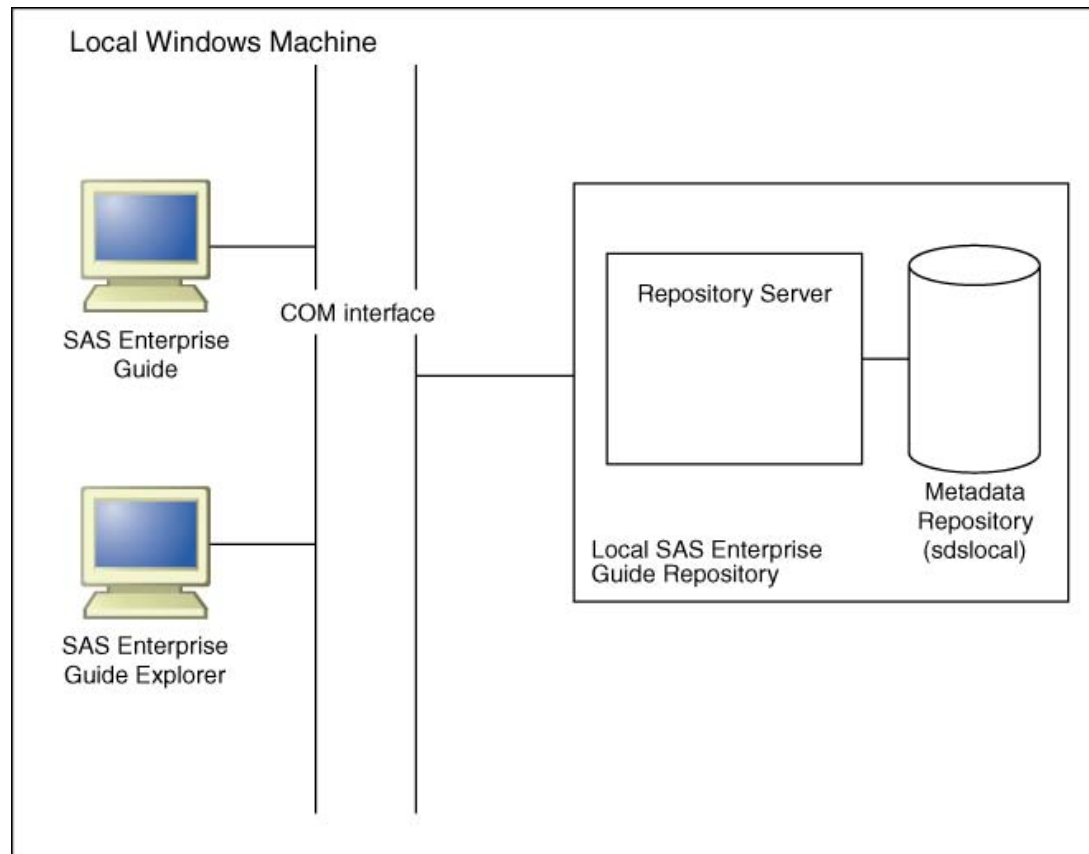 Local Windows Machine
SAS Enterprise
Guide
COM interface
SAS Enterprise
Guide Explorer
Repository Server
Metadata
Repository
(sdslocal)
Local SAS Enterprise
Guide Repository